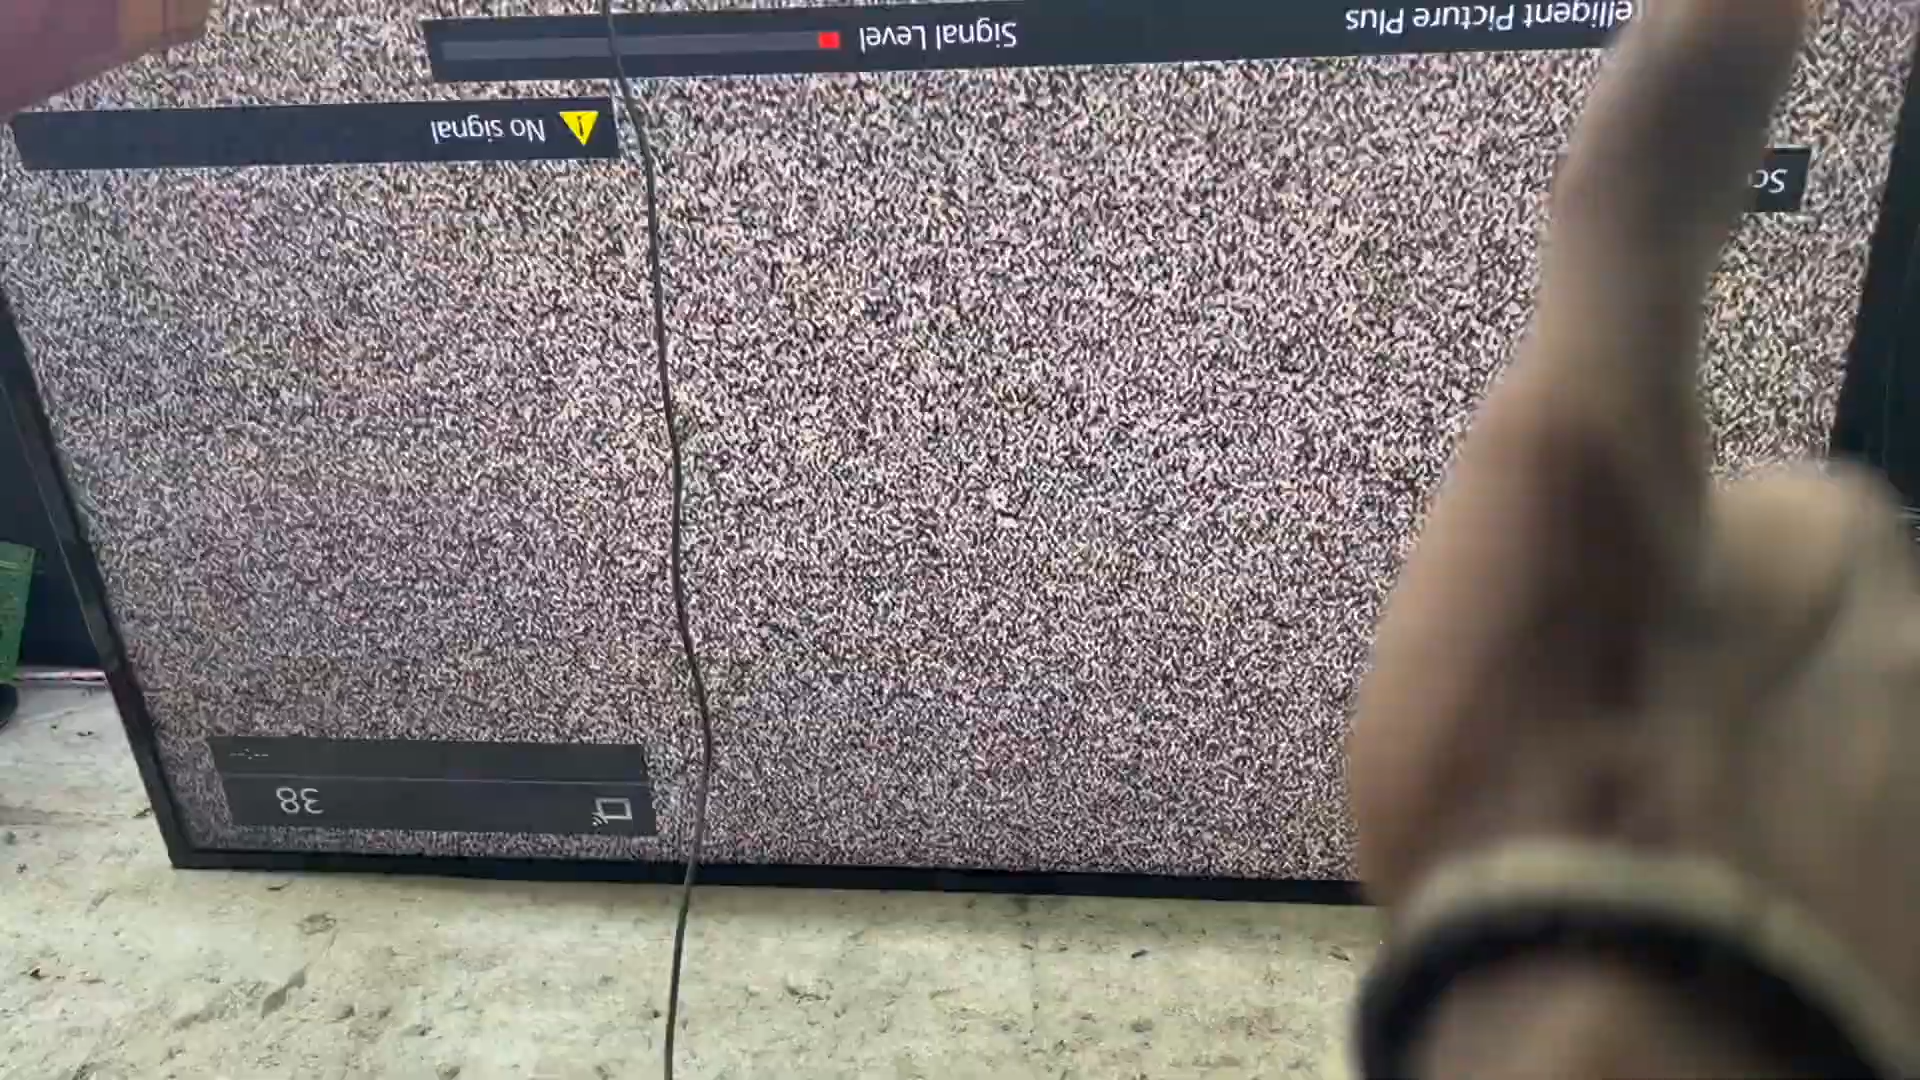 38
--:--
Sc
No signal
Signal Level
elligent Picture Plus